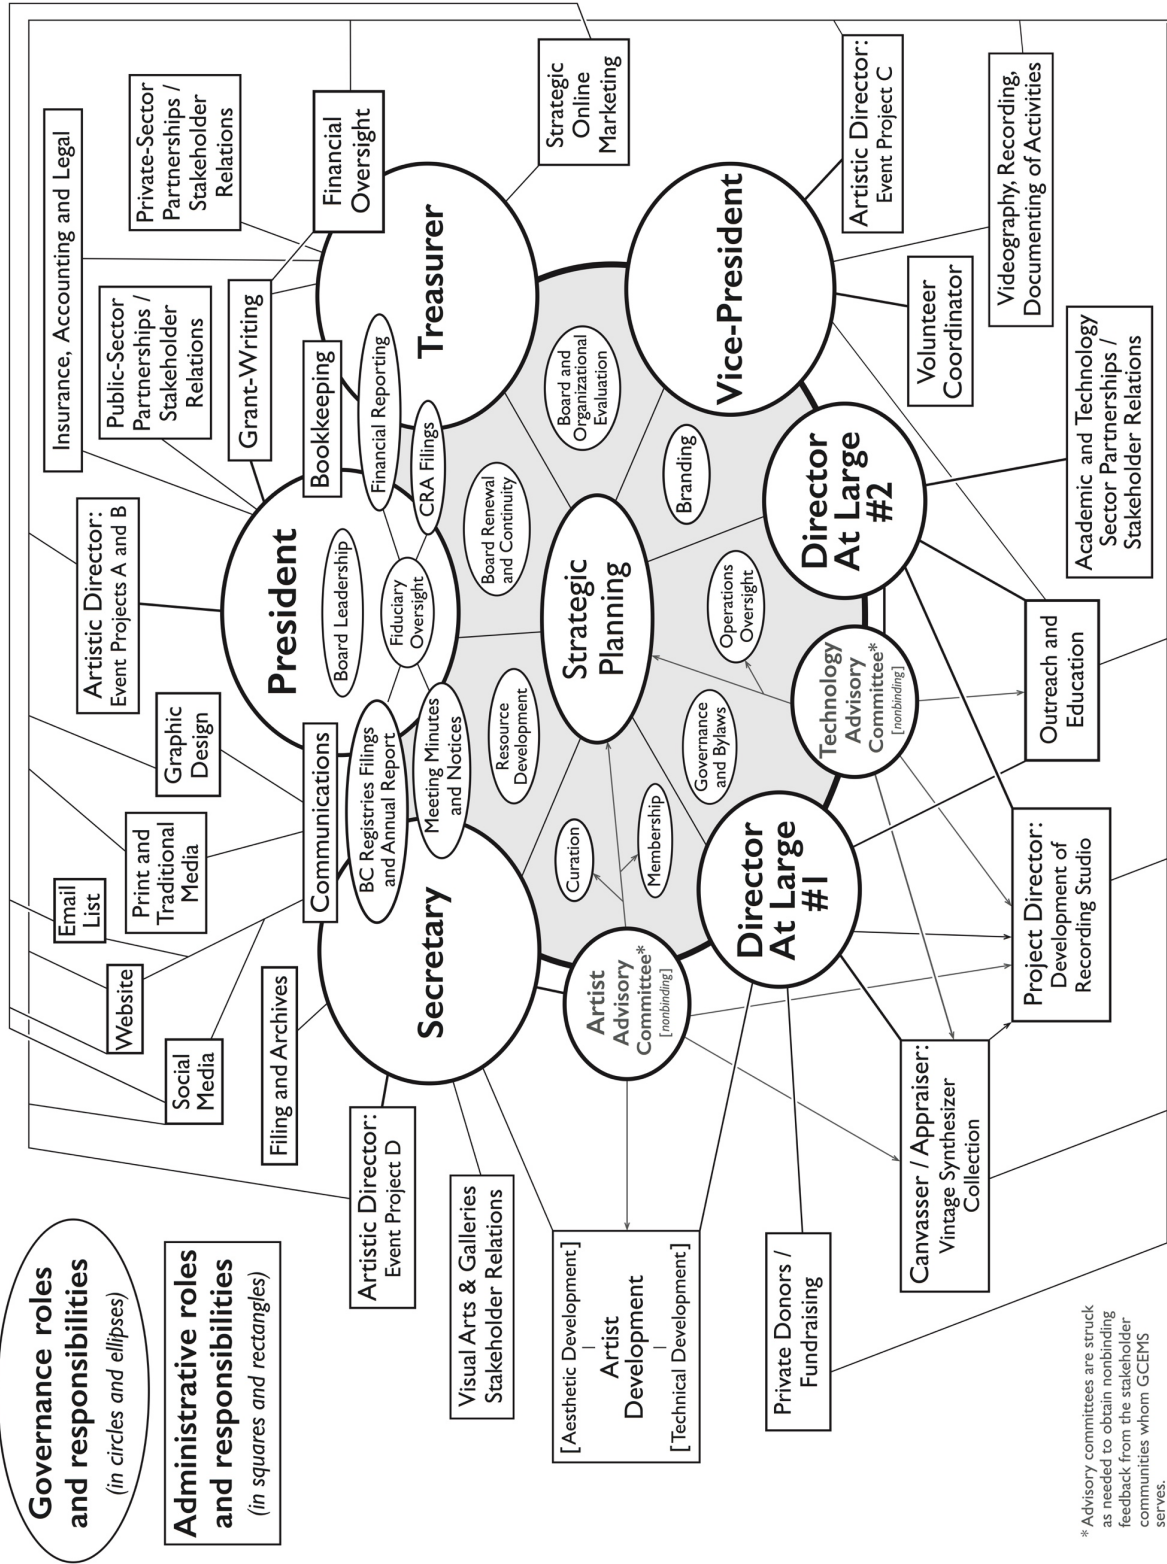 Governance roles
and responsibilities
(in circles and ellipses)
Administrative roles
and responsibilities
(in squares and rectangles)
Email
List
Website
Social
Media
Print and
Traditional
Media
Graphic
Design
Artistic Director:
Event Projects A and B
Insurance, Accounting and Legal
Public-Sector
Partnerships /
Stakeholder
Relations
Private-Sector
Partnerships /
Stakeholder
Relations
Grant-Writing
Financial
Oversight
Filing and Archives
Communications
Bookkeeping
President
Board Leadership
Fiduciary
Oversight
BC Registries Filings
and Annual Report
Meeting Minutes
and Notices
Financial Reporting
CRA Filings
Secretary
Treasurer
Artistic Director:
Event Project D
Visual Arts & Galleries
Stakeholder Relations
Resource
Development
Board Renewal
and Continuity
Board and
Organizational
Evaluation
Strategic
Online
Marketing
[Aesthetic Development]
Artist
Development
[Technical Development]
Artist
Advisory
Committee*
[nonbinding]
Curation
Membership
Strategic
Planning
Governance
and Bylaws
Operations
Oversight
Branding
Vice-President
Director
At Large
#1
Technology
Advisory
Committee*
[nonbinding]
Director
At Large
#2
Artistic Director:
Event Project C
Private Donors /
Fundraising
Canvasser / Appraiser:
Vintage Synthesizer
Collection
Project Director:
Development of
Recording Studio
Outreach and
Education
Volunteer
Coordinator
Videography, Recording,
Documenting of Activities
Academic and Technology
Sector Partnerships /
Stakeholder Relations
* Advisory committees are struck
as needed to obtain nonbinding
feedback from the stakeholder
communities whom GCEMS
serves.